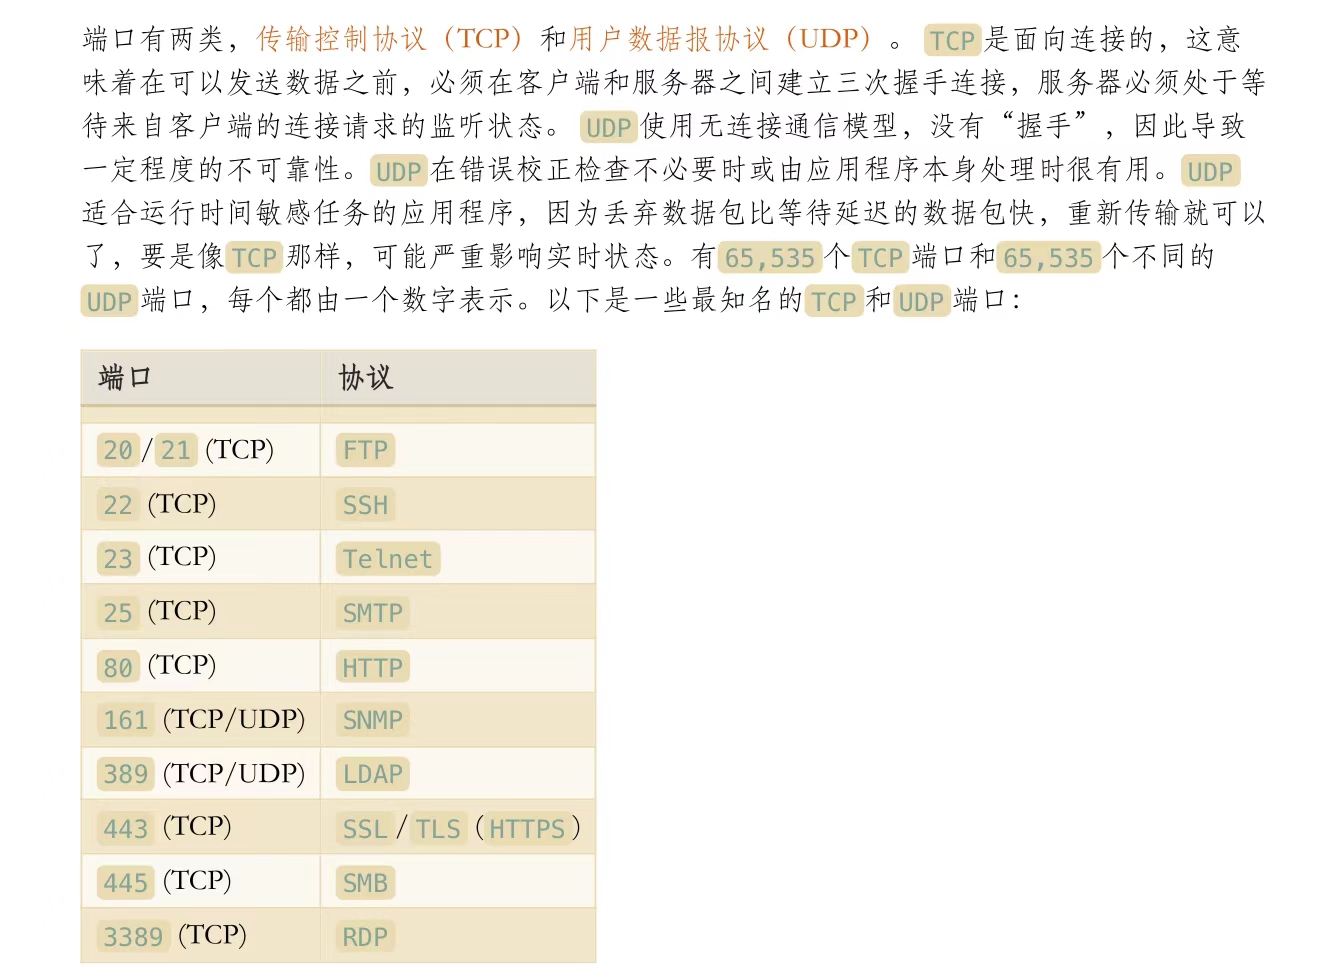 端口有两类，传输控制协议（TCP）和用户数据报协议（UDP）。TCP是面向连接的，这意
味着在可以发送数据之前，必须在客户端和服务器之间建立三次握手连接，服务器必须处于等
待来自客户端的连接请求的监听状态。UDP使用无连接通信模型，没有“握手”，因此导致
一定程度的不可靠性。UDP在错误校正检查不必要时或由应用程序本身处理时很有用。UDP
适合运行时间敏感任务的应用程序，因为丢弃数据包比等待延迟的数据包快，重新传输就可以
了，要是像TCP那样，可能严重影响实时状态。有65,535个TCP端口和65,535个不同的
UDP端口，每个都由一个数字表示。以下是一些最知名的TCP和UDP端口：
端口 协议
20/21 (TCP) FTP
22 (TCP) SSH
23 (TCP) Telnet
25 (TCP) SMTP
80 (TCP) HTTP
161 (TCP/UDP) SNMP
389 (TCP/UDP) LDAP
443 (TCP) SSL/TLS（HTTPS）
445 (TCP) SMB
3389 (TCP) RDP